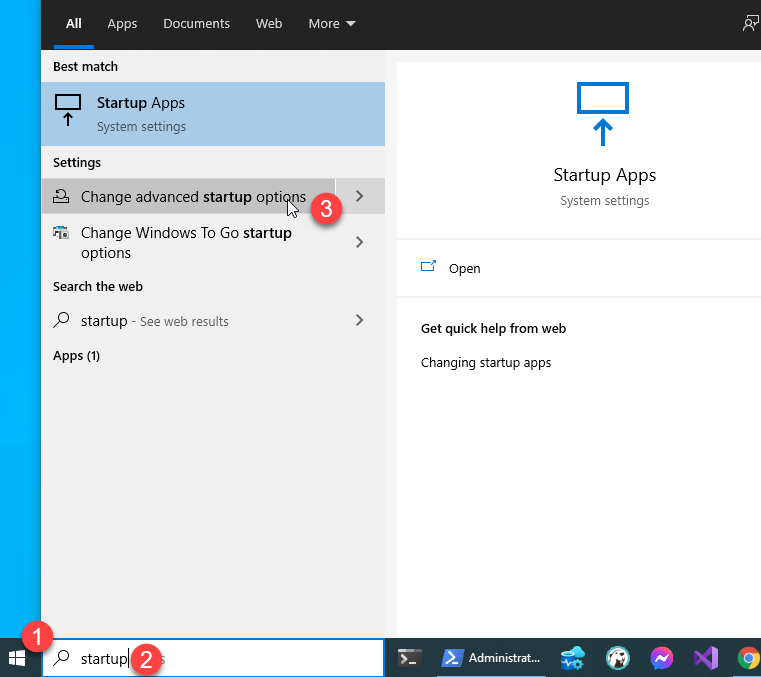 All Apps Documents Web More
Best match
Startup Apps
System settings
Settings
Change advanced startup options
3
Change Windows To Go startup
options
Search the web
startup - See web results
Apps (1)
Startup Apps
System settings
Open
Get quick help from web
Changing startup apps
1
startup
2
s
Administrat...